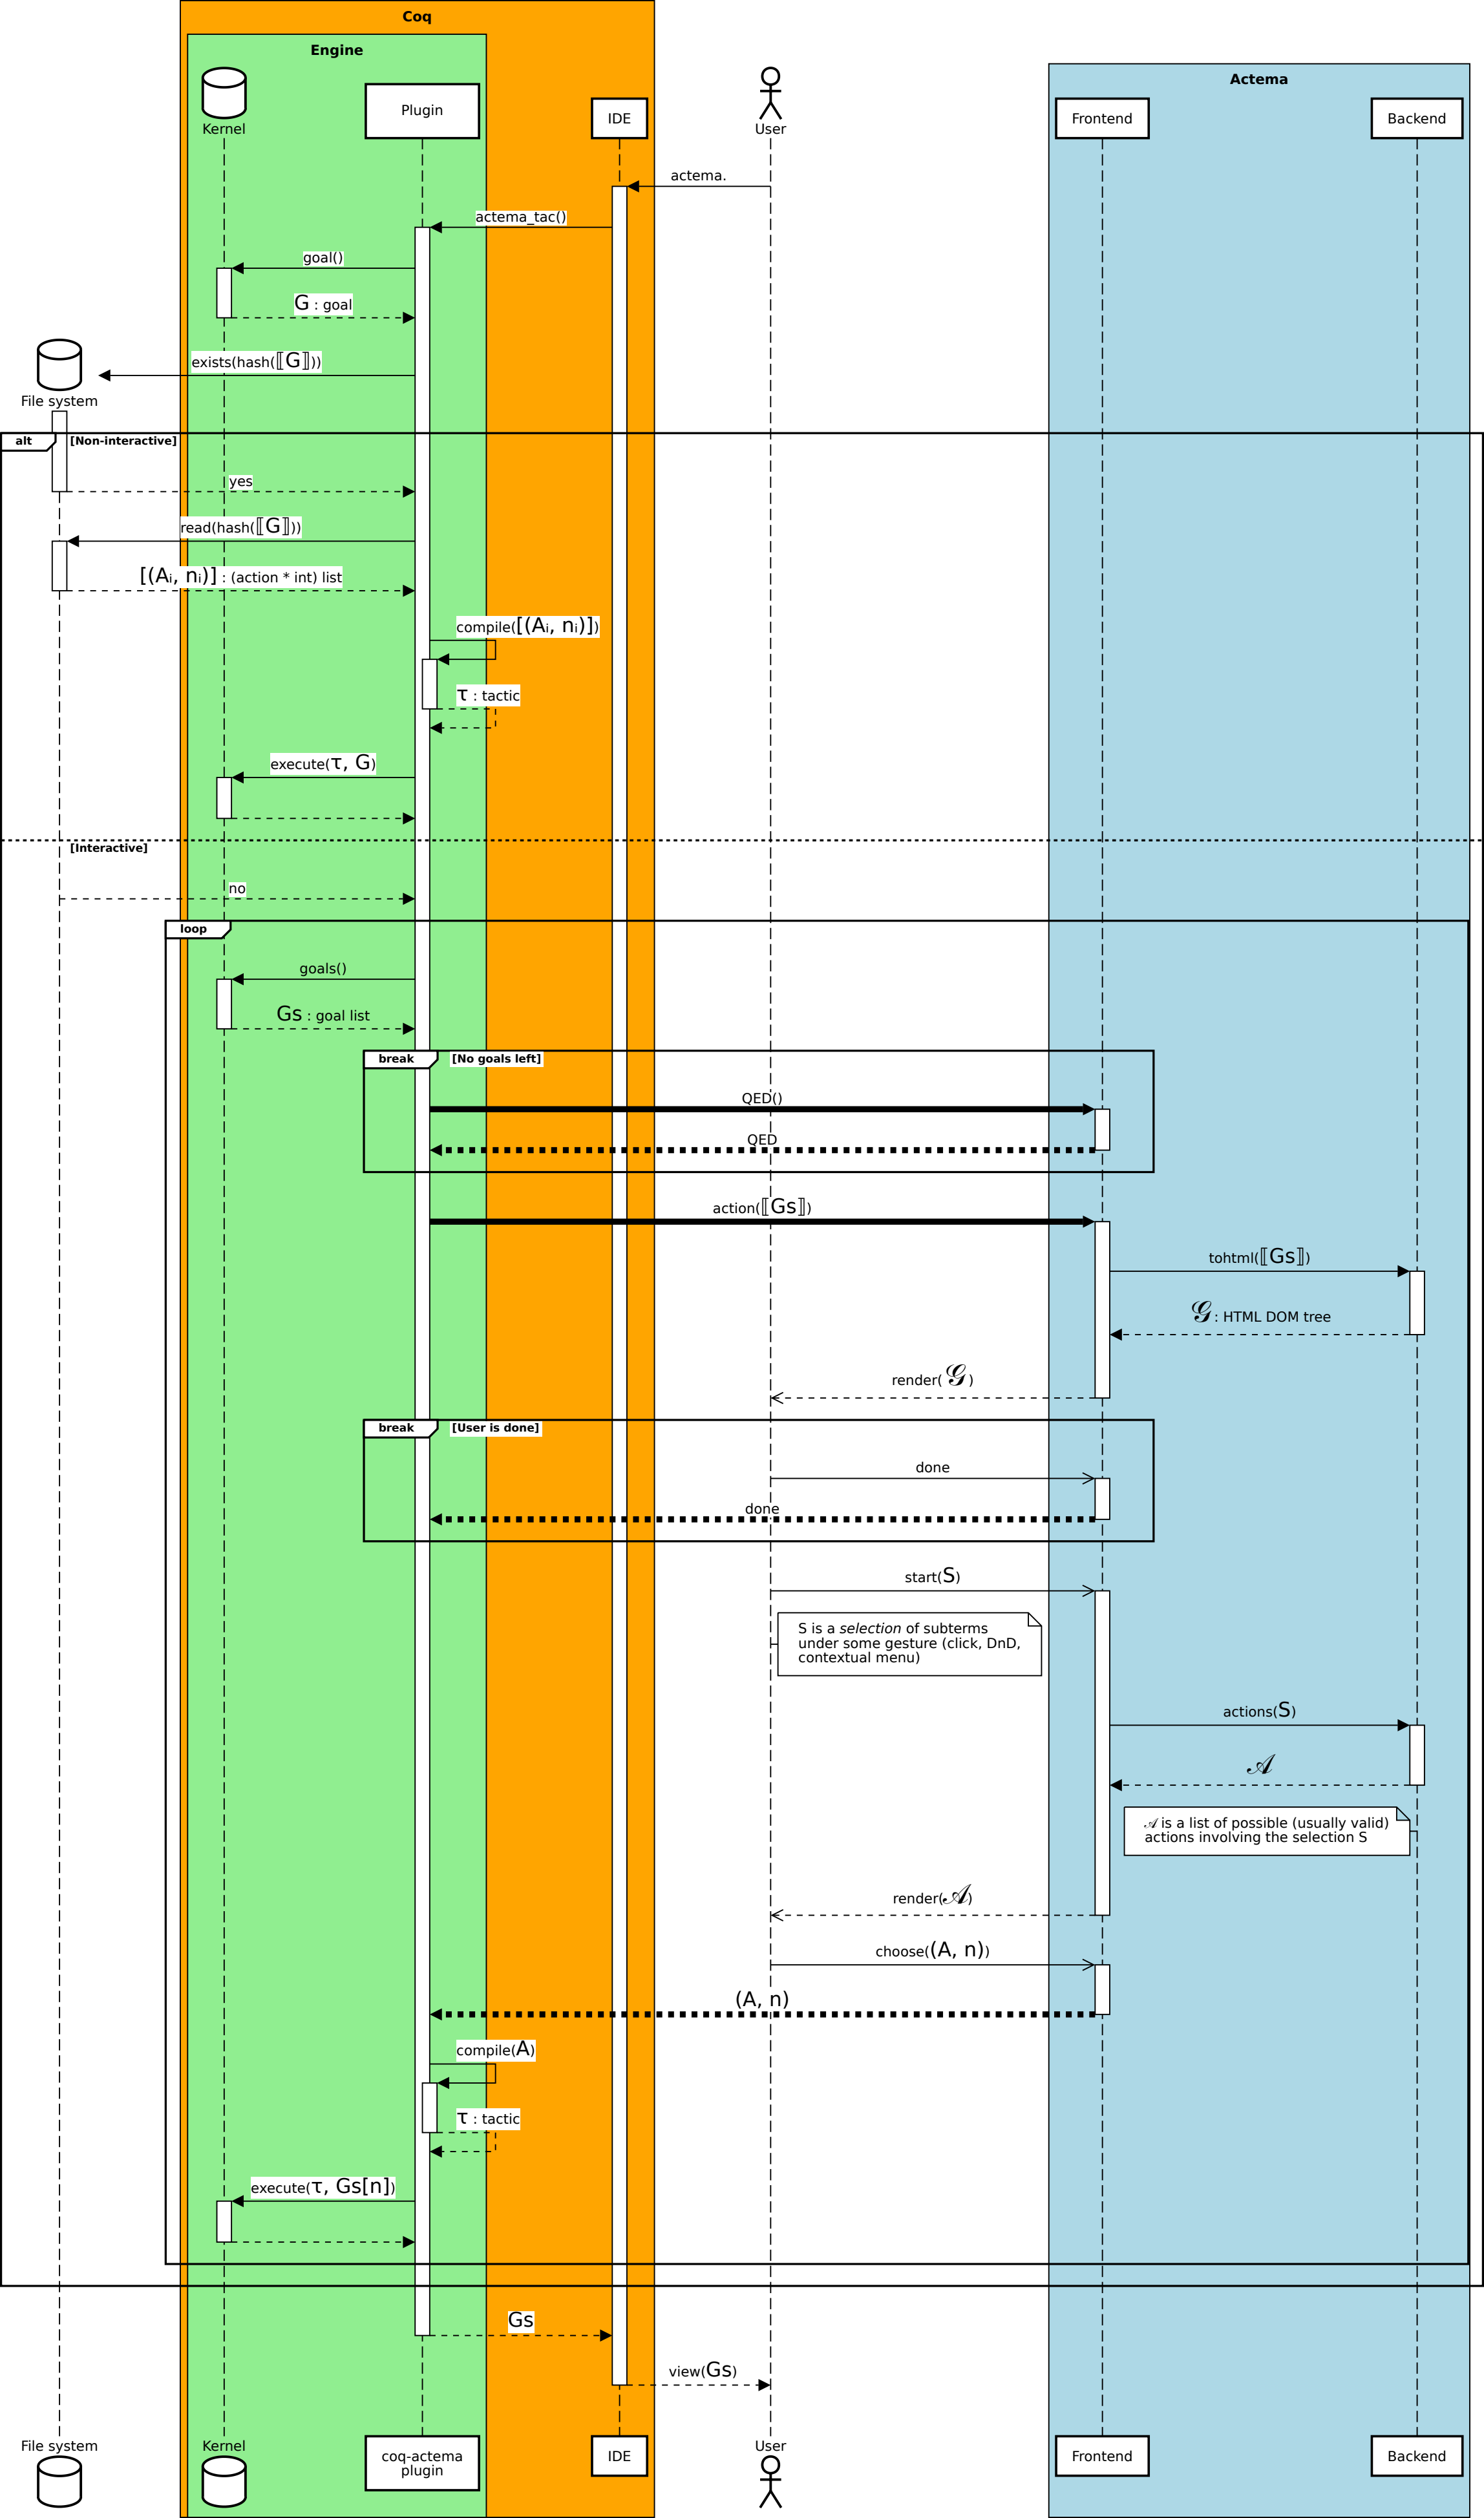 Coq
Engine
Actema
Kernel
Plugin
IDE
User
Frontend
Backend
actema.
actema_tac()
goal()
G : goal
exists(hash(⟦G⟧))
File system
alt
[Non-interactive]
yes
read(hash(⟦G⟧))
[(Aᵢ, nᵢ)] : (action * int) list
compile([(Aᵢ, nᵢ)])
τ : tactic
execute(τ, G)
[Interactive]
no
loop
goals()
Gs : goal list
break
[No goals left]
QED()
QED
action(⟦Gs⟧)
tohtml(⟦Gs⟧)
𝒢 : HTML DOM tree
render( 𝒢 )
break
[User is done]
done
done
start(S)
S is a selection of subterms
under some gesture (click, DnD,
contextual menu)
actions(S)
𝒜
𝒜 is a list of possible (usually valid)
actions involving the selection S
render(𝒜)
choose((A, n))
(A, n)
compile(A)
τ : tactic
execute(τ, Gs[n])
Gs
view(Gs)
File system
Kernel
coq-actema
plugin
IDE
User
Frontend
Backend